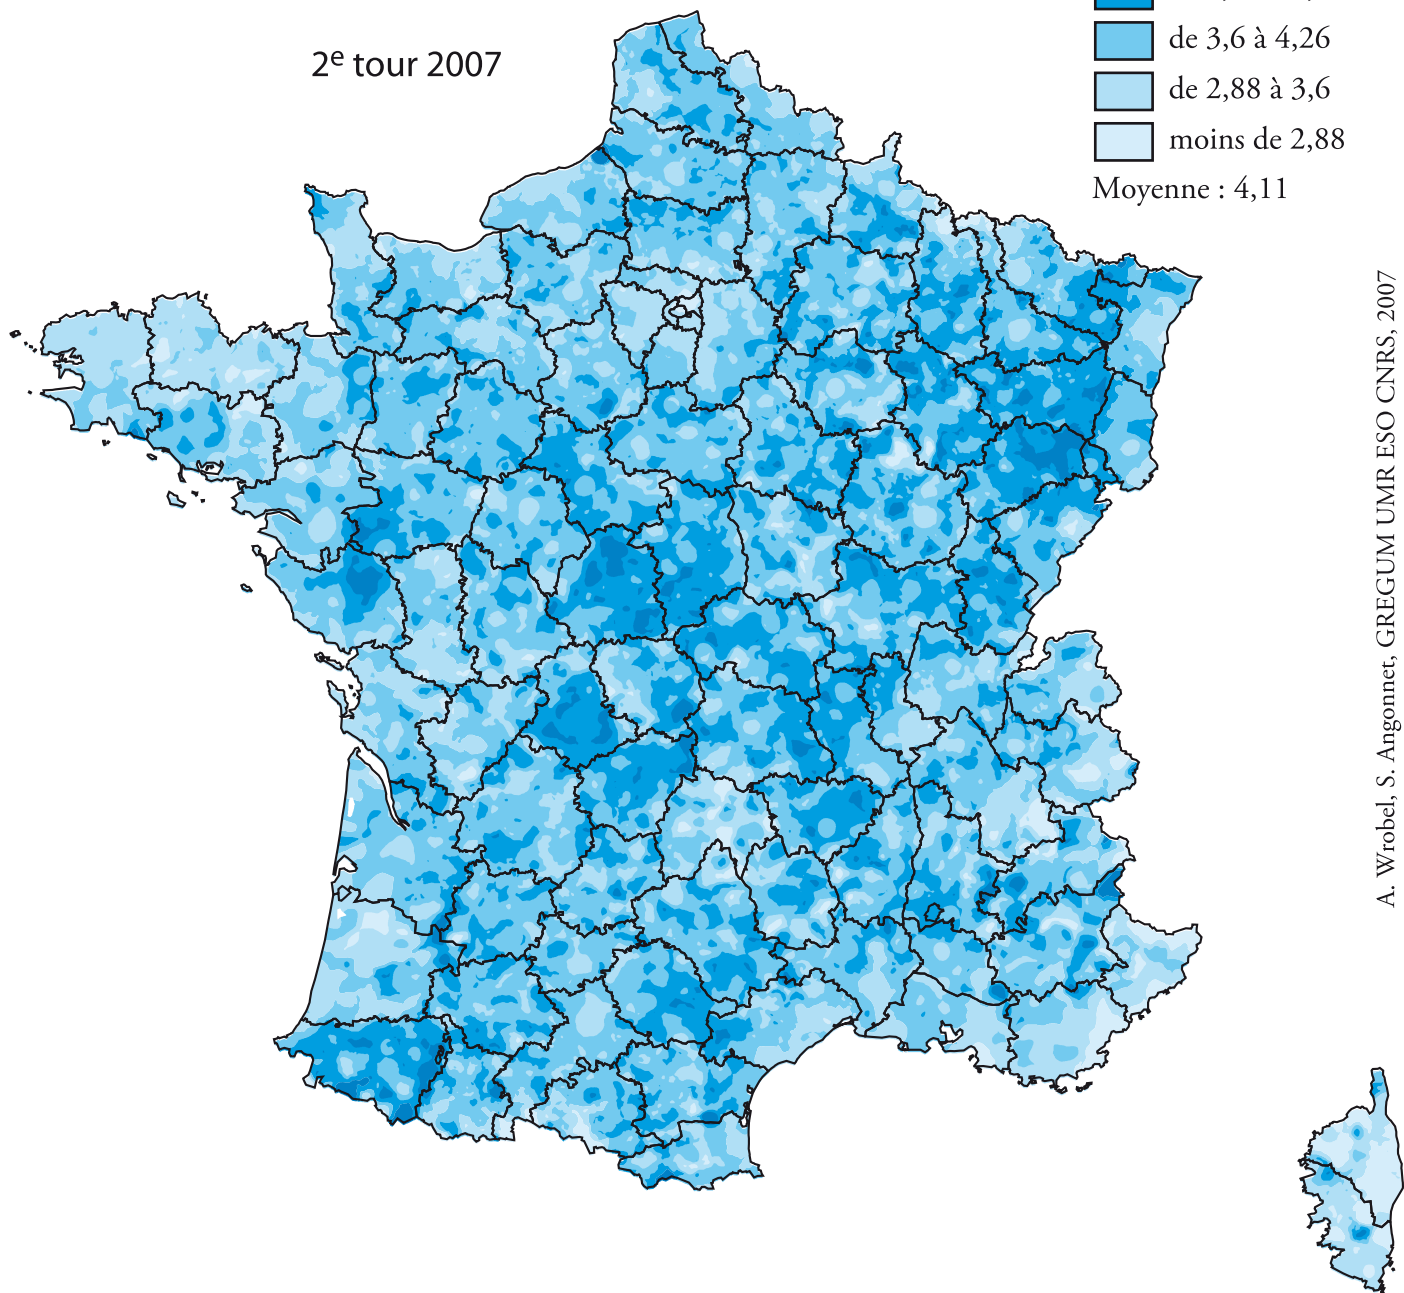 2e tour 2007
de 3,6 à 4,26
de 2,88 à 3,6
moins de 2,88
Moyenne : 4,11
A. Wrobel, S. Angonnet, GREGUM UMR ESO CNRS, 2007